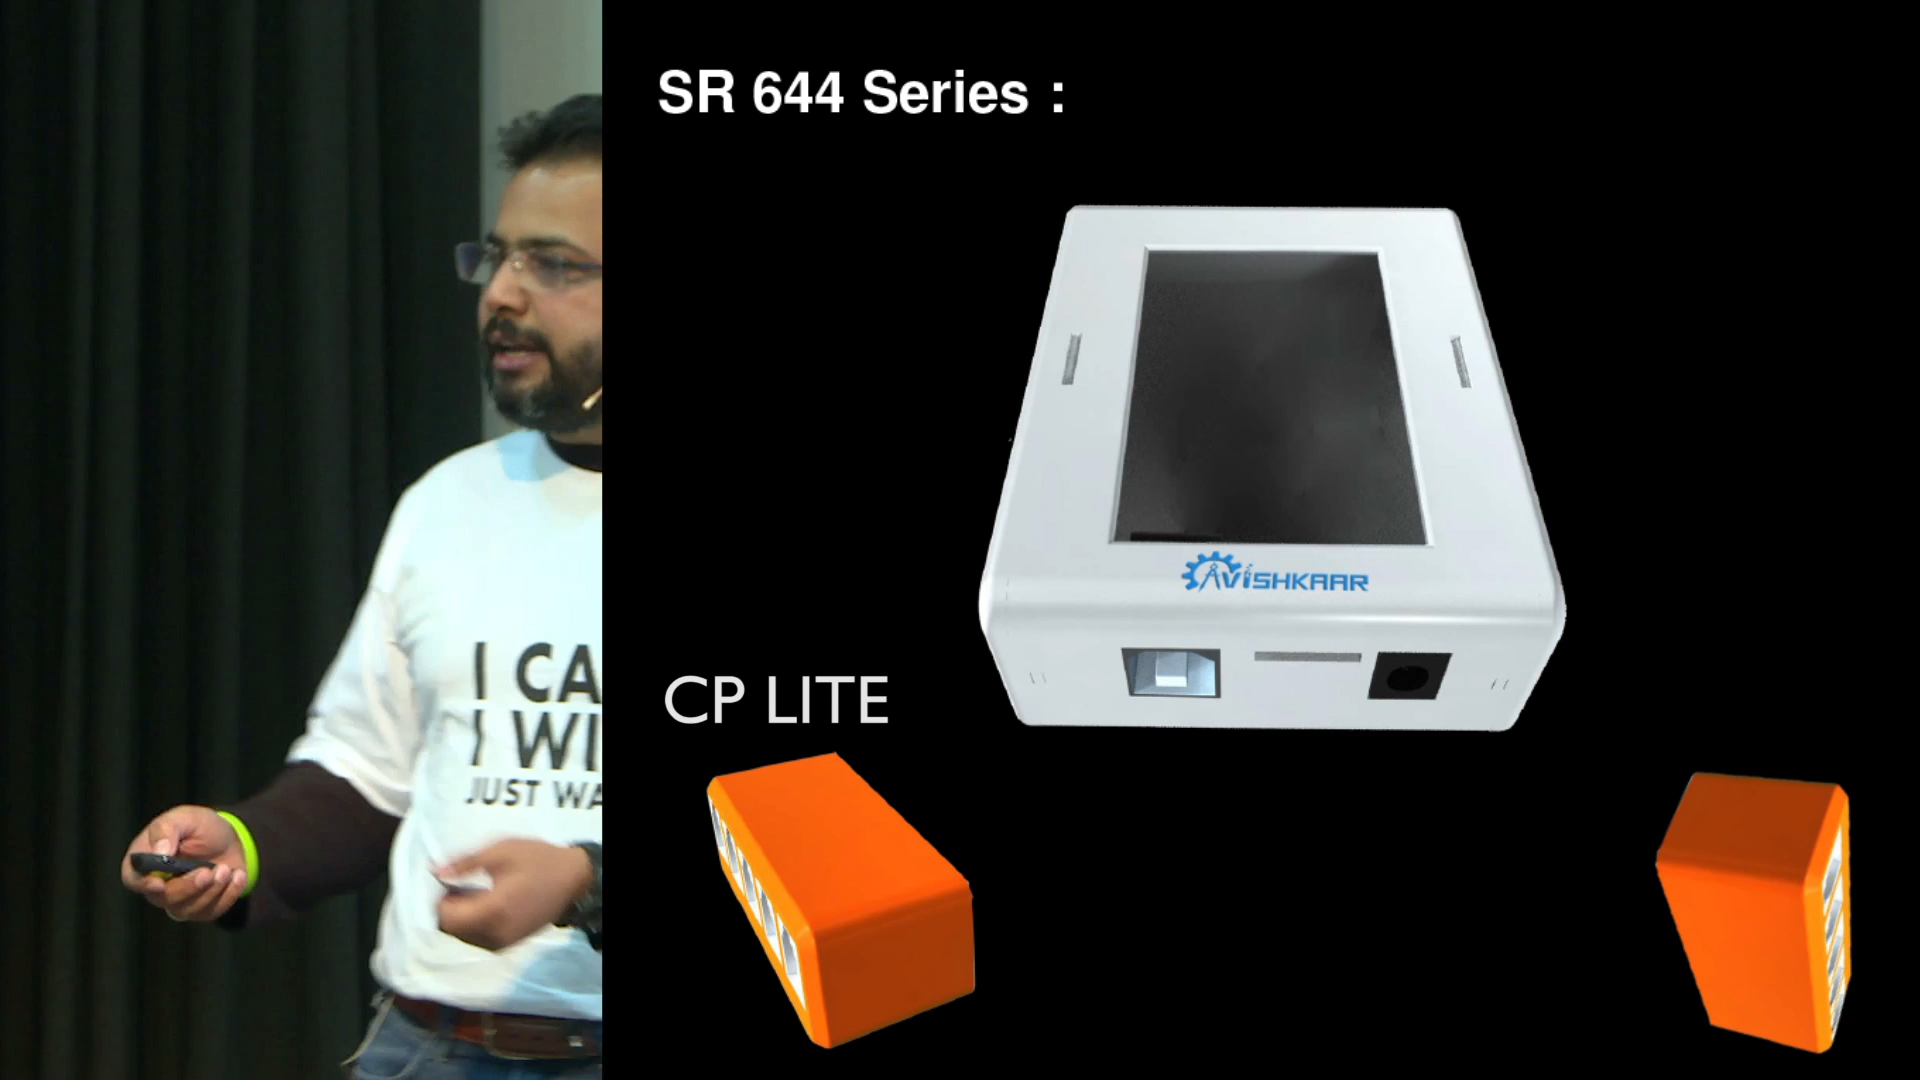 SR 644 Series :
AVISHKAAR
CP LITE
I CA
I WI
JUST WA